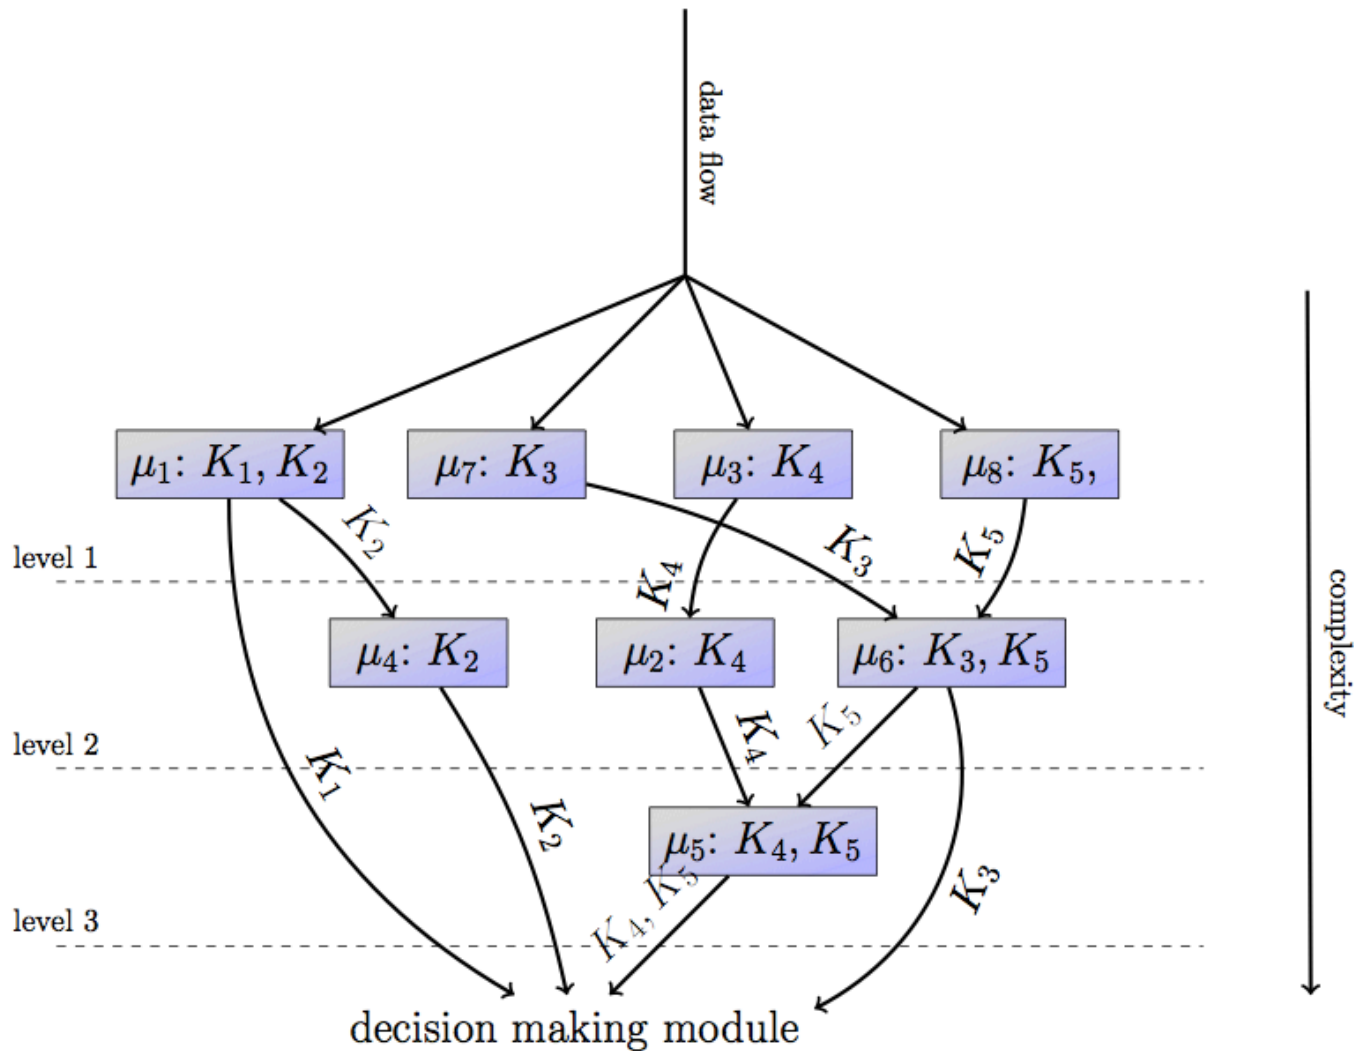 data flow
μ₁: K₁, K₂
μ₇: K₃
μ₃: K₄
μ₈: K₅,
K₂
K₄
K₃
K₅
level 1
complexity
μ₄: K₂
μ₂: K₄
μ₆: K₃, K₅
level 2
K₁
K₂
K₄
K₅
μ₅: K₄, K₅
K₄, K₅
K₃
level 3
decision making module